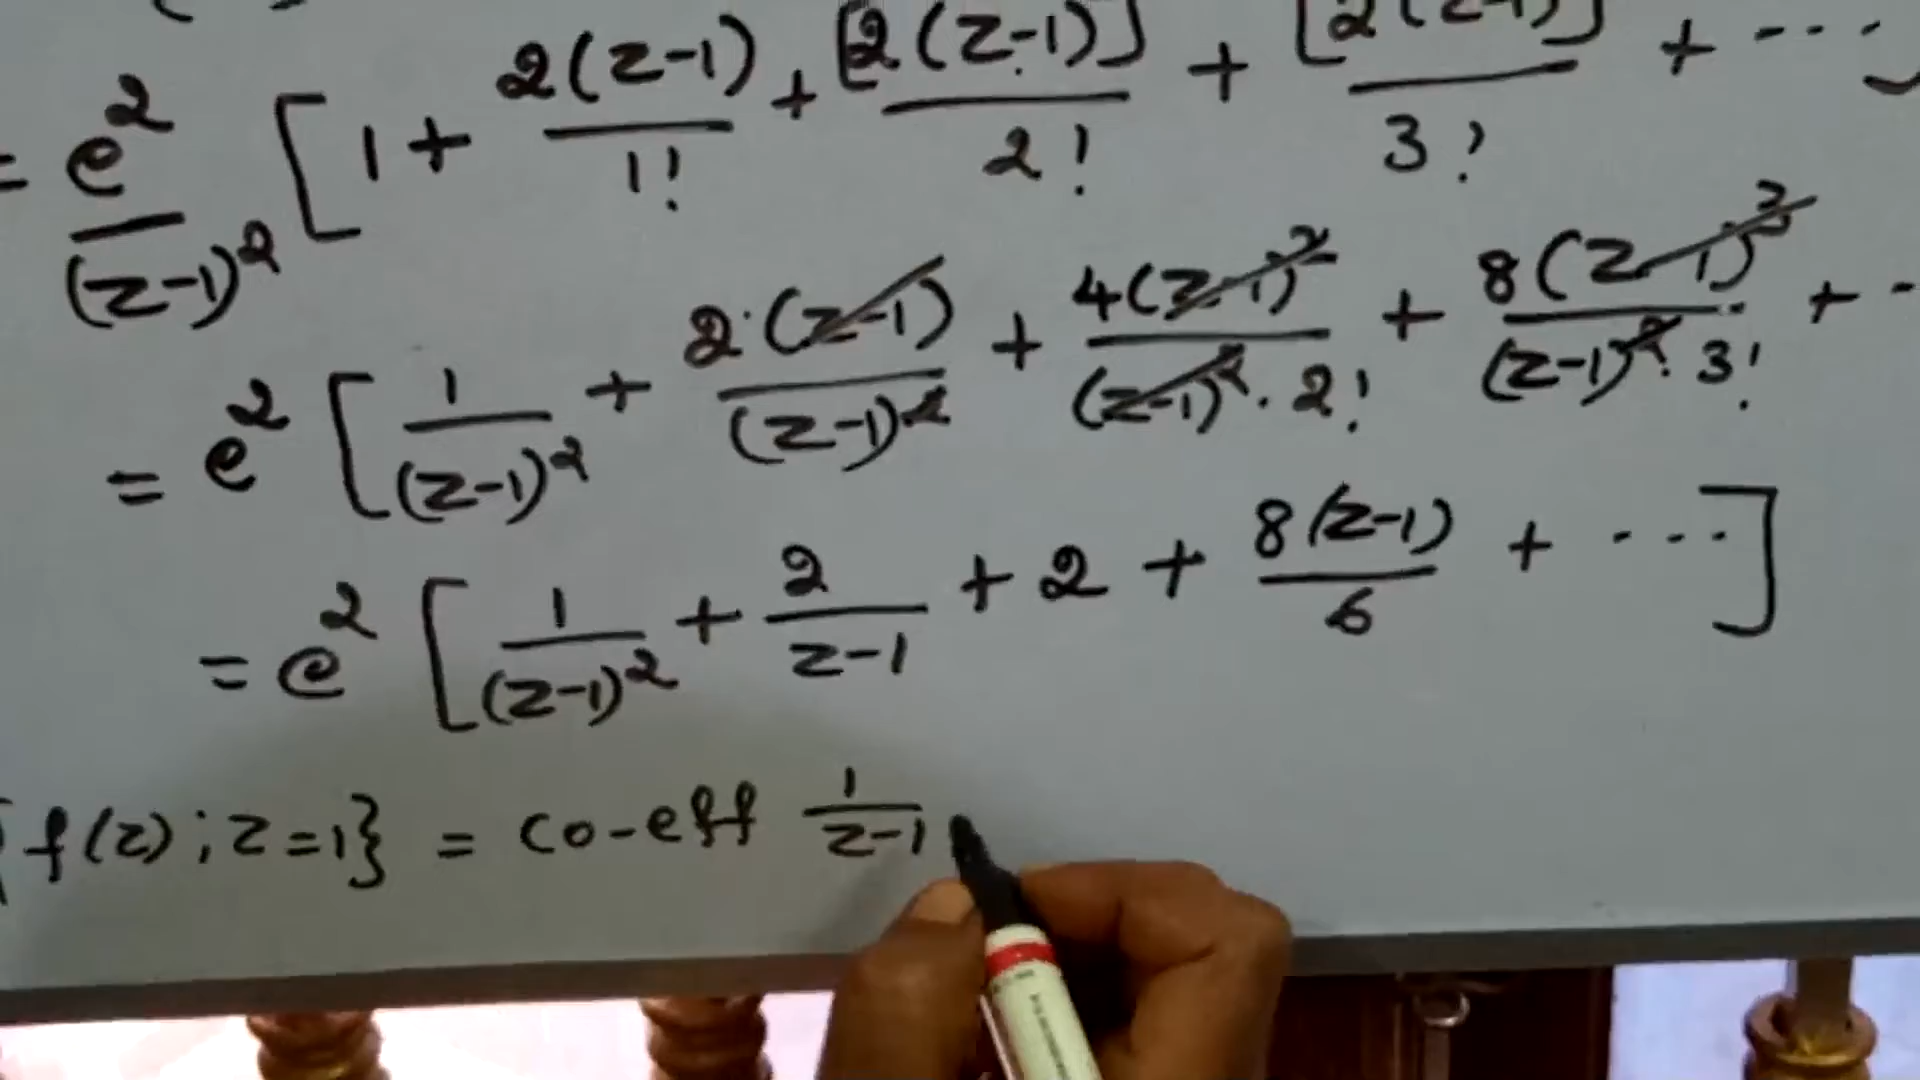 = e^2/(z-1)^2 [1 + 2(z-1)/1! + [2(z-1)]/2! + [2(z-1)]/3! + ...
= e^2 [1/(z-1)^2 + 2·(z-1)/(z-1)^2 + 4(z-1)^2/(z-1)^2·2! + 8(z-1)^3/(z-1)^2·3! + ·
= e^2 [1/(z-1)^2 + 2/z-1 + 2 + 8(z-1)/6 + ....]
f(z); z=1} = co-eff 1/z-1